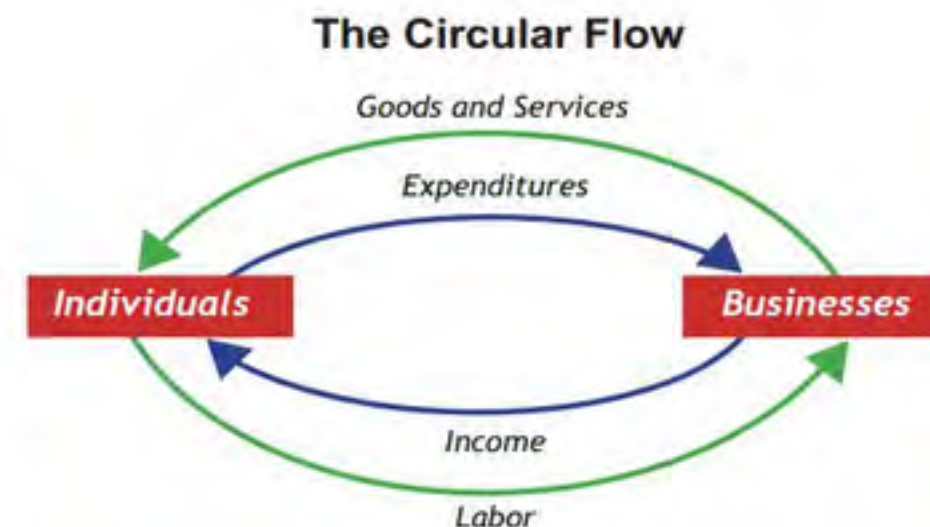 The Circular Flow
Goods and Services
Expenditures
Individuals
Businesses
Income
Labor